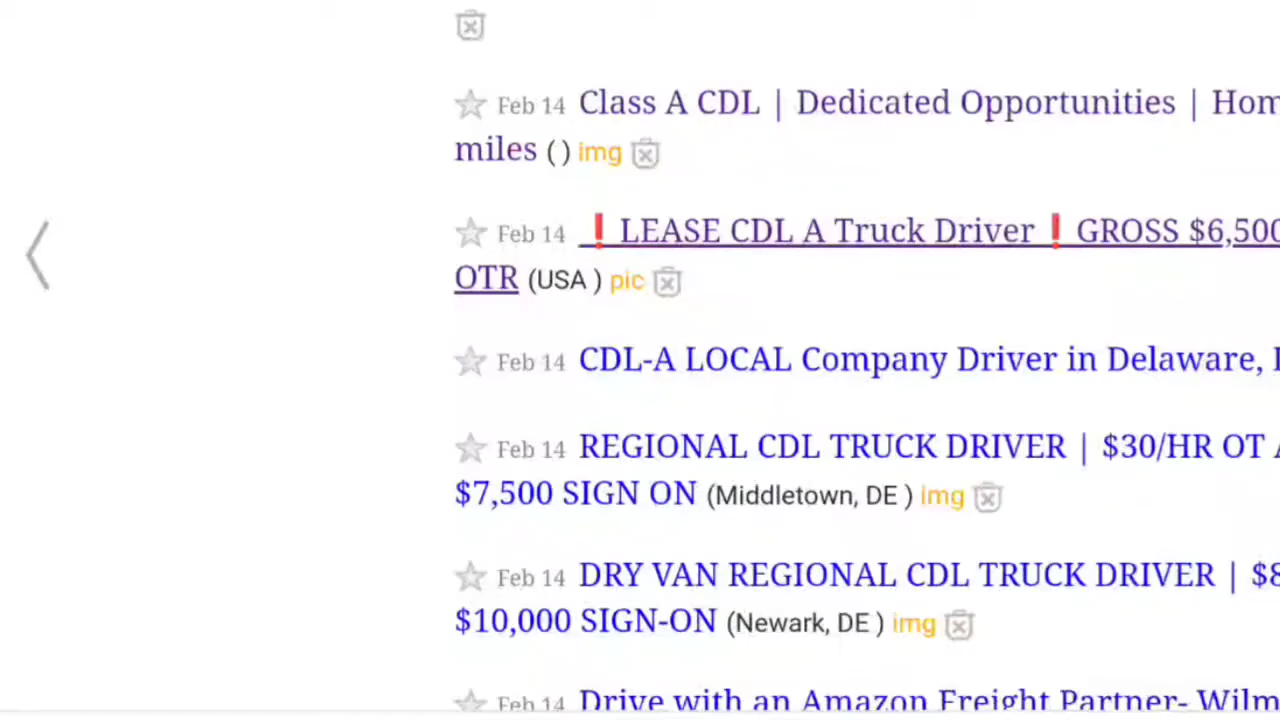 Feb 14 Class A CDL | Dedicated Opportunities | Hom
miles ( ) img
Feb 14 ❗LEASE CDL A Truck Driver❗GROSS $6,500
OTR (USA ) pic
Feb 14 CDL-A LOCAL Company Driver in Delaware,
Feb 14 REGIONAL CDL TRUCK DRIVER | $30/HR OT
$7,500 SIGN ON (Middletown, DE ) img
Feb 14 DRY VAN REGIONAL CDL TRUCK DRIVER | $8
$10,000 SIGN-ON (Newark, DE ) img
Feb 14 Drive with an Amazon Freight Partner- Wilm